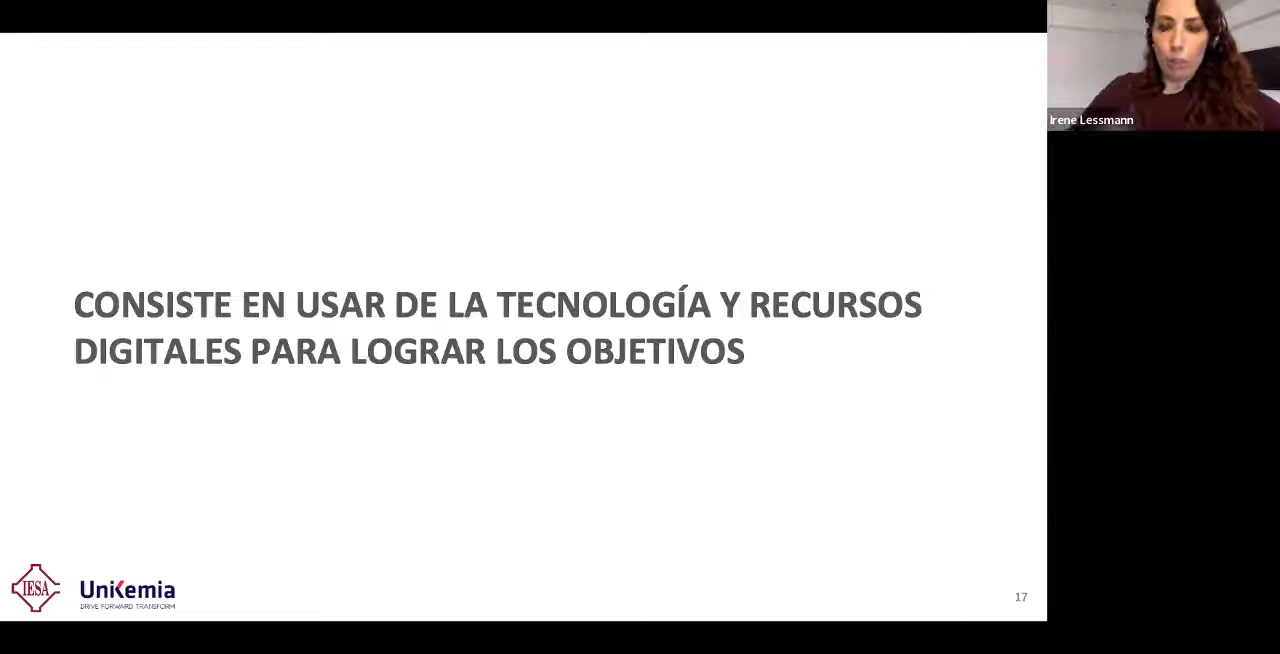 Irene Lessmann
CONSISTE EN USAR DE LA TECNOLOGÍA Y RECURSOS
DIGITALES PARA LOGRAR LOS OBJETIVOS
IESA
UniKemia
DRIVE FORWARD TRANSFORM
17